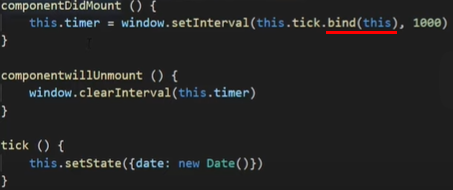 componentDidMount () {
this.timer = window.setInterval(this.tick.bind(this), 1000)
}
componentwillUnmount () {
window.clearInterval(this.timer)
}
tick () {
this.setState({date: new Date()})
}